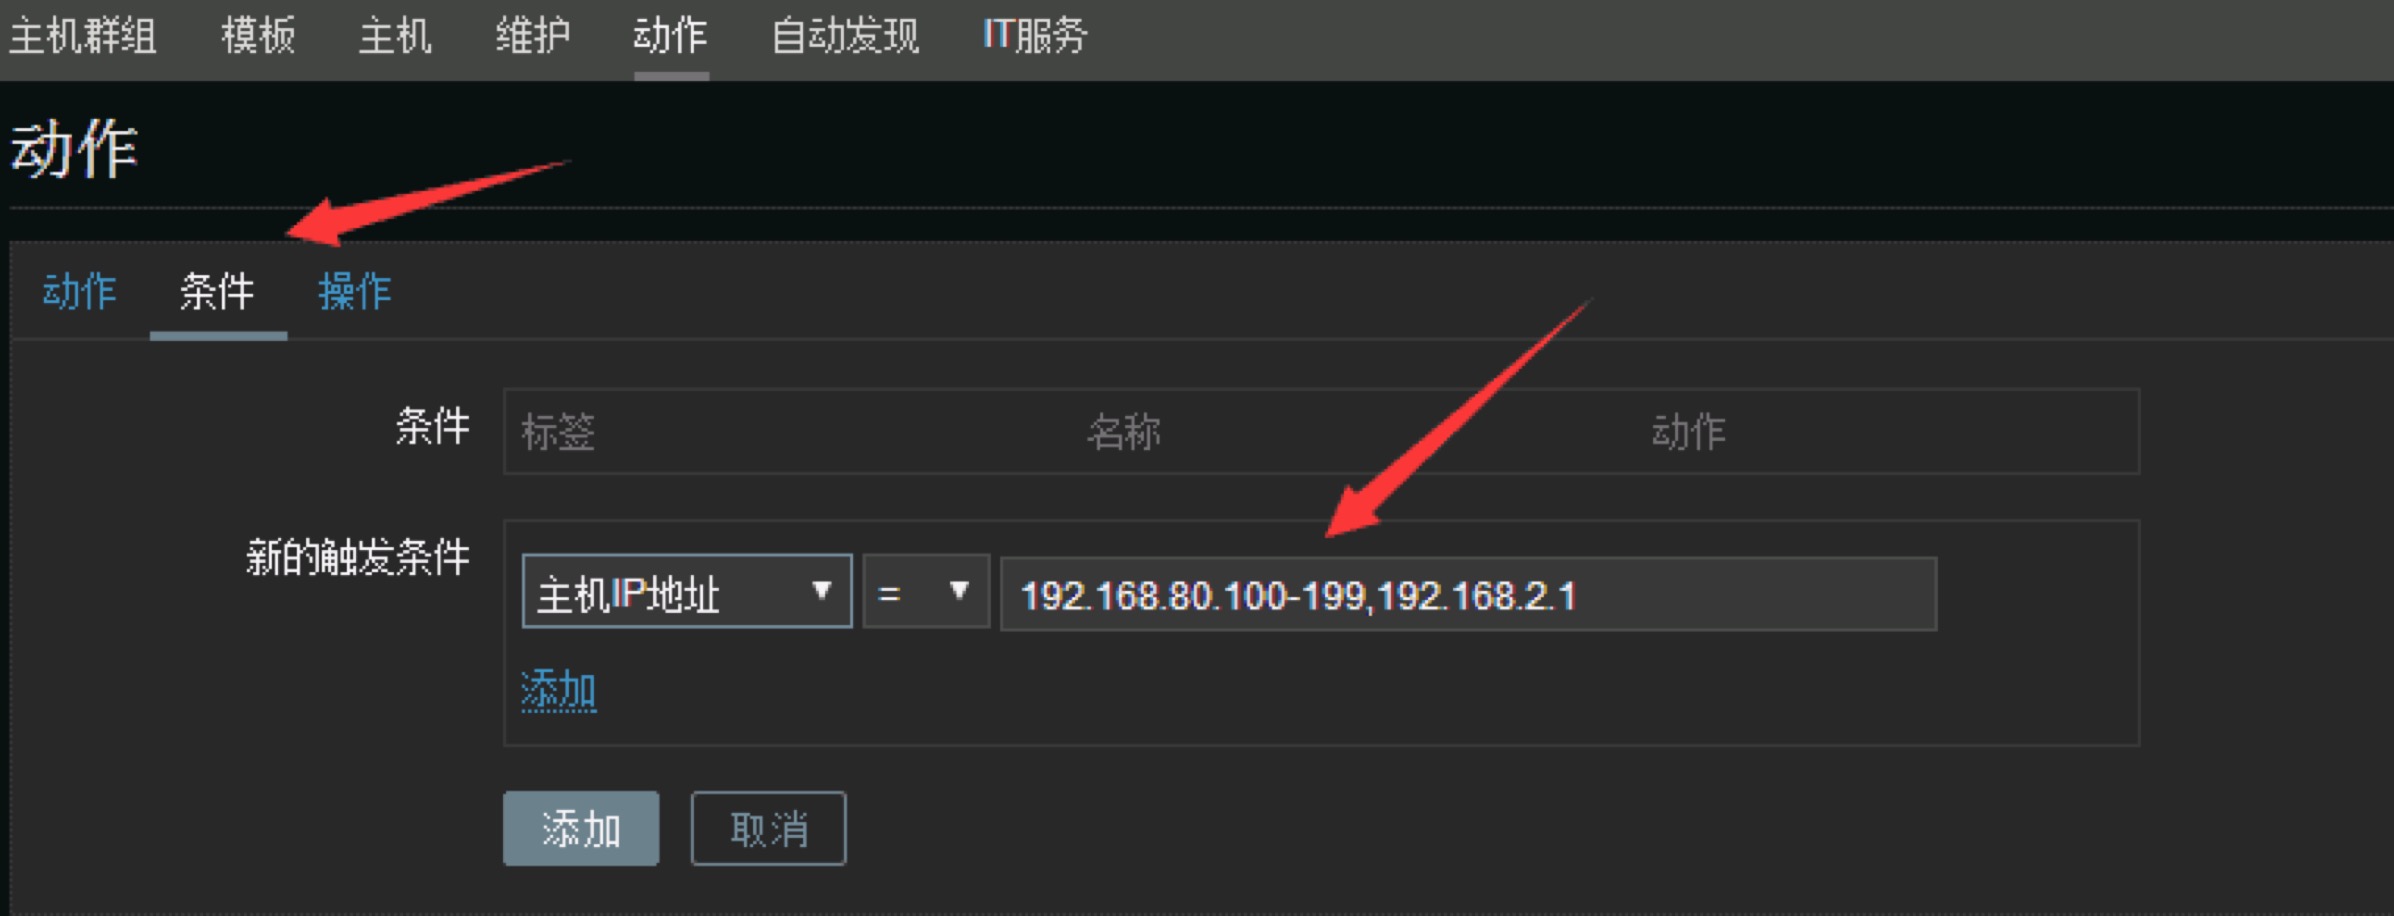 主机群组 模板 主机 维护 动作 自动发现 IT服务
动作
动作 条件 操作
条件 标签 名称 动作
新的触发条件
主机IP地址 ▼ = ▼ 192.168.80.100-199,192.168.2.1
添加
添加 取消